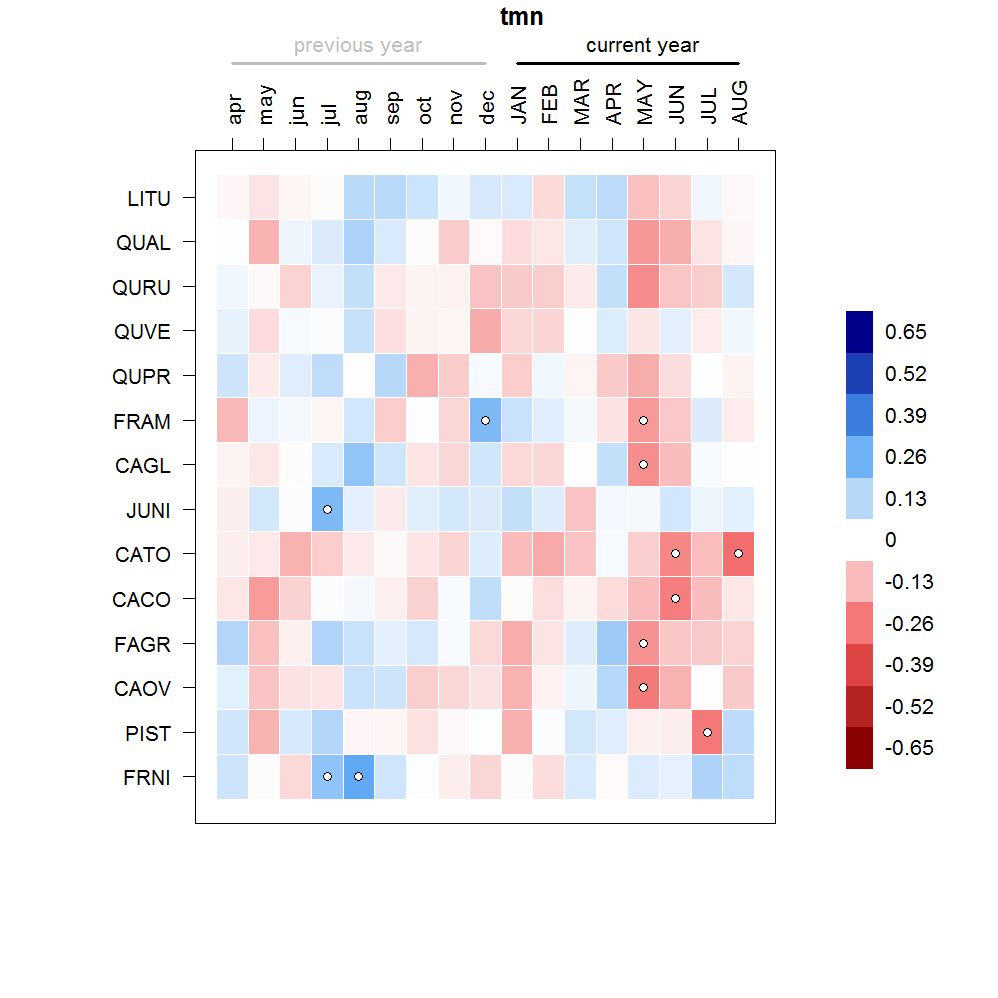 tmn
previous year current year
apr may jun jul aug sep oct nov dec JAN FEB MAR APR MAY JUN JUL AUG
LITU
QUAL
QURU
QUVE
QUPR
FRAM
CAGL
JUNI
CATO
CACO
FAGR
CAOV
PIST
FRNI
0.65
0.52
0.39
0.26
0.13
0
-0.13
-0.26
-0.39
-0.52
-0.65